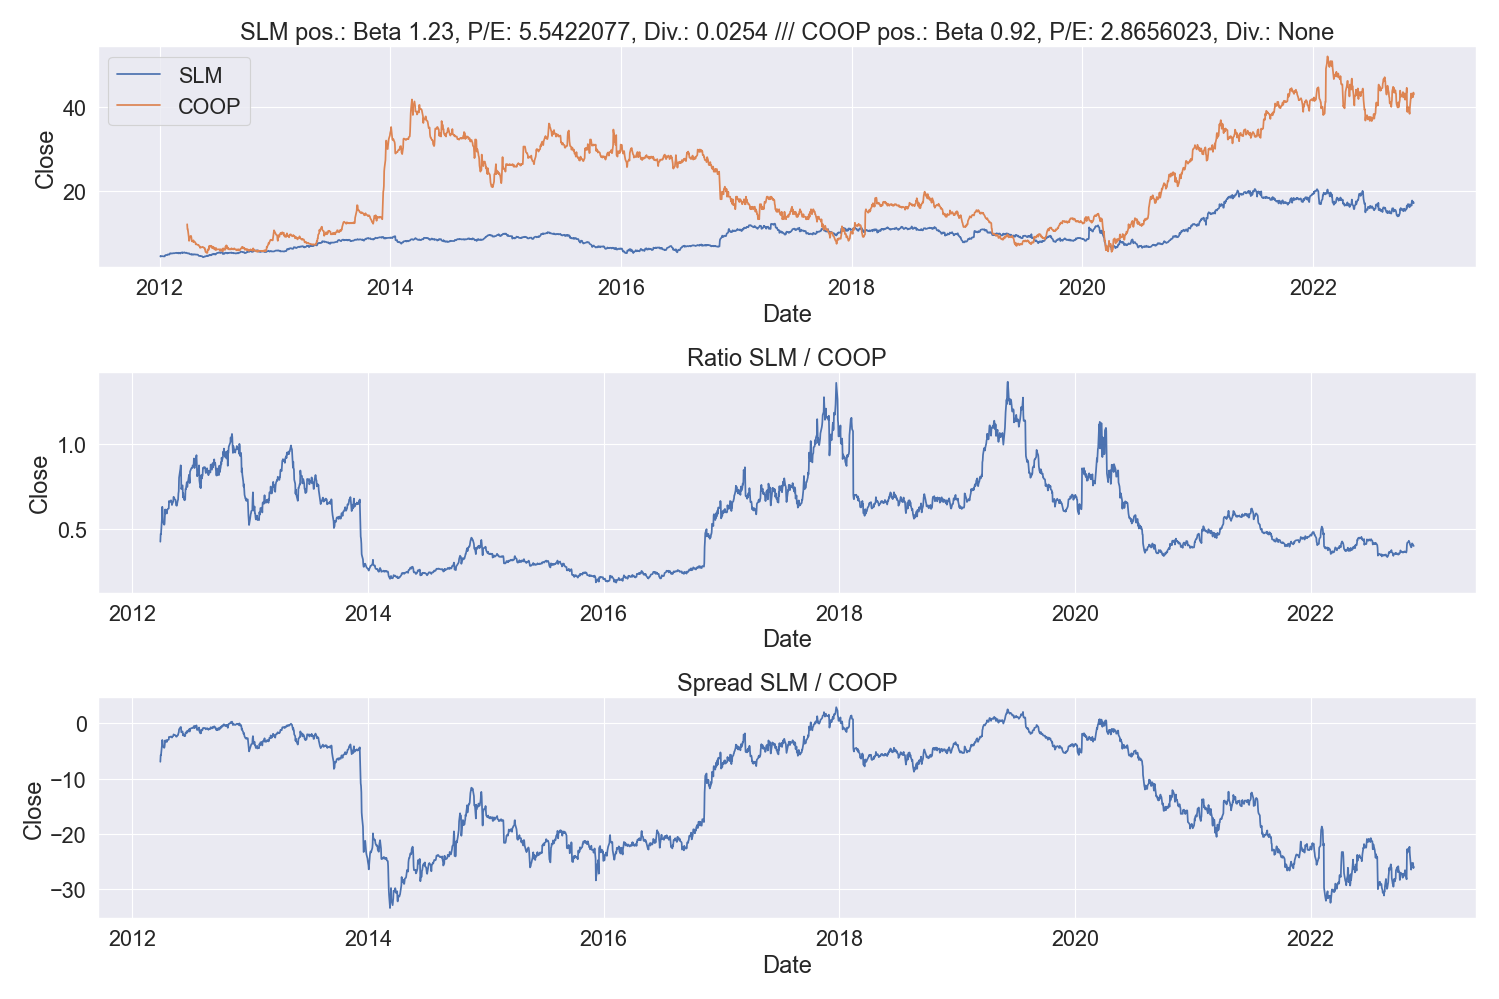 SLM pos.: Beta 1.23, P/E: 5.5422077, Div.: 0.0254 /// COOP pos.: Beta 0.92, P/E: 2.8656023, Div.: None
SLM
COOP
Close
40
20
2012 2014 2016 2018 2020 2022
Date
Ratio SLM / COOP
Close
1.0
0.5
2012 2014 2016 2018 2020 2022
Date
Spread SLM / COOP
Close
0
−10
−20
−30
2012 2014 2016 2018 2020 2022
Date